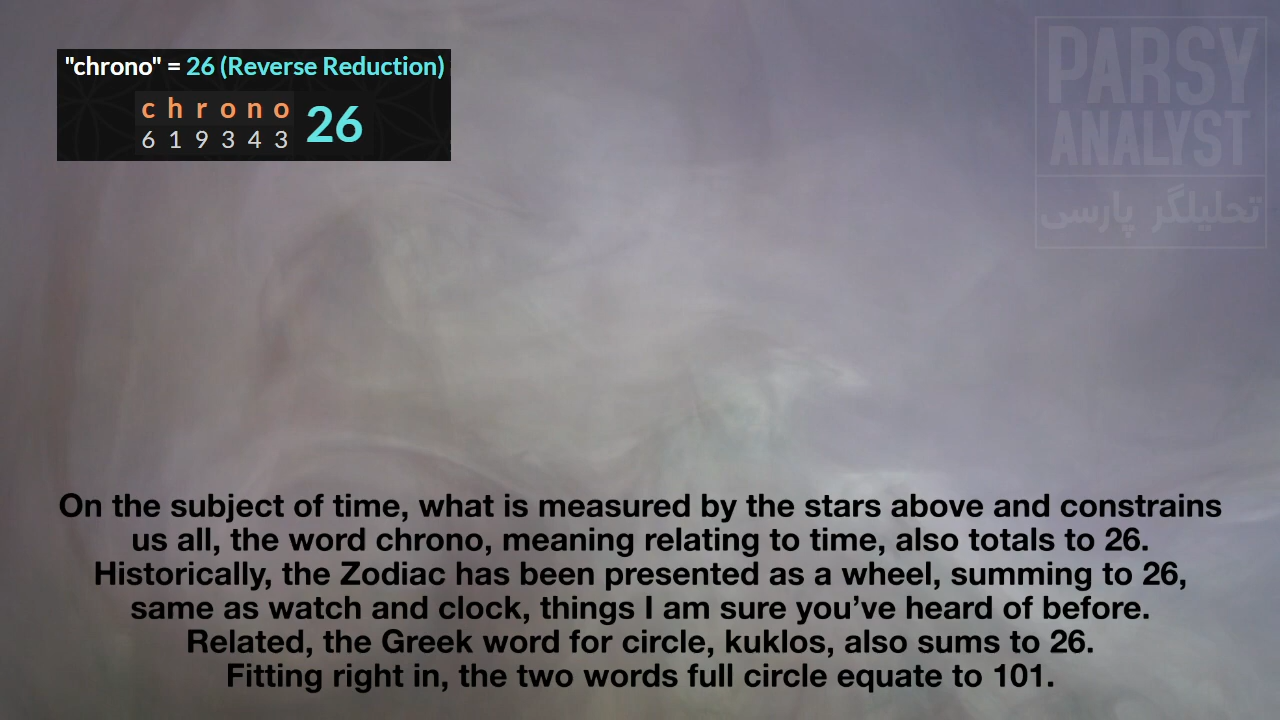 "chrono" = 26 (Reverse Reduction)
c h r o n o 26
6 1 9 3 4 3
PARSY
ANALYST
تحلیلگر پارسی
On the subject of time, what is measured by the stars above and constrains
us all, the word chrono, meaning relating to time, also totals to 26.
Historically, the Zodiac has been presented as a wheel, summing to 26,
same as watch and clock, things I am sure you’ve heard of before.
Related, the Greek word for circle, kuklos, also sums to 26.
Fitting right in, the two words full circle equate to 101.